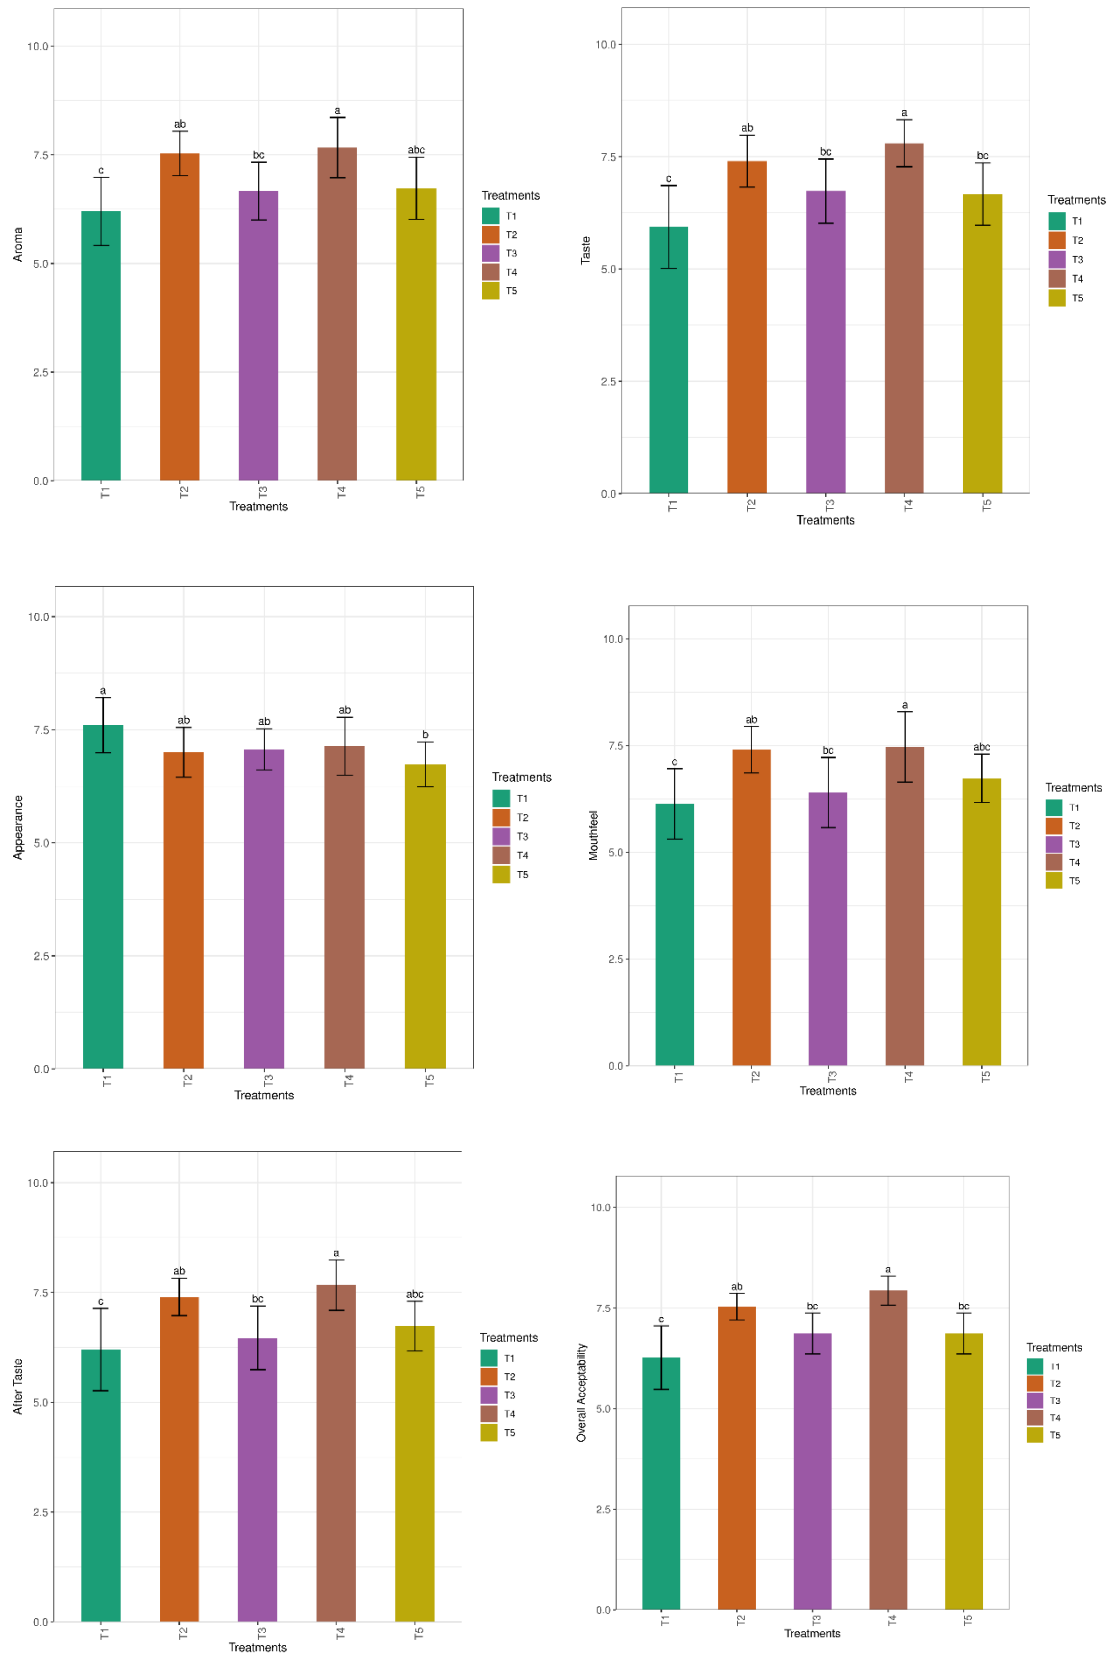 10.0
7.5
5.0
2.5
0.0
Aroma
c
ab
bc
a
abc
T1
T2
T3
T4
T5
Treatments
Treatments
T1
T2
T3
T4
T5
10.0
7.5
5.0
2.5
0.0
Taste
c
ab
bc
a
bc
T1
T2
T3
T4
T5
Treatments
Treatments
T1
T2
T3
T4
T5
10.0
7.5
5.0
2.5
0.0
Appearance
a
ab
ab
ab
b
T1
T2
T3
T4
T5
Treatments
Treatments
T1
T2
T3
T4
T5
10.0
7.5
5.0
2.5
0.0
Mouthfeel
c
ab
bc
a
abc
T1
T2
T3
T4
T5
Treatments
Treatments
T1
T2
T3
T4
T5
10.0
7.5
5.0
2.5
0.0
After Taste
c
ab
bc
a
abc
T1
T2
T3
T4
T5
Treatments
Treatments
T1
T2
T3
T4
T5
10.0
7.5
5.0
2.5
0.0
Overall Acceptability
c
ab
bc
a
bc
T1
T2
T3
T4
T5
Treatments
Treatments
T1
T2
T3
T4
T5